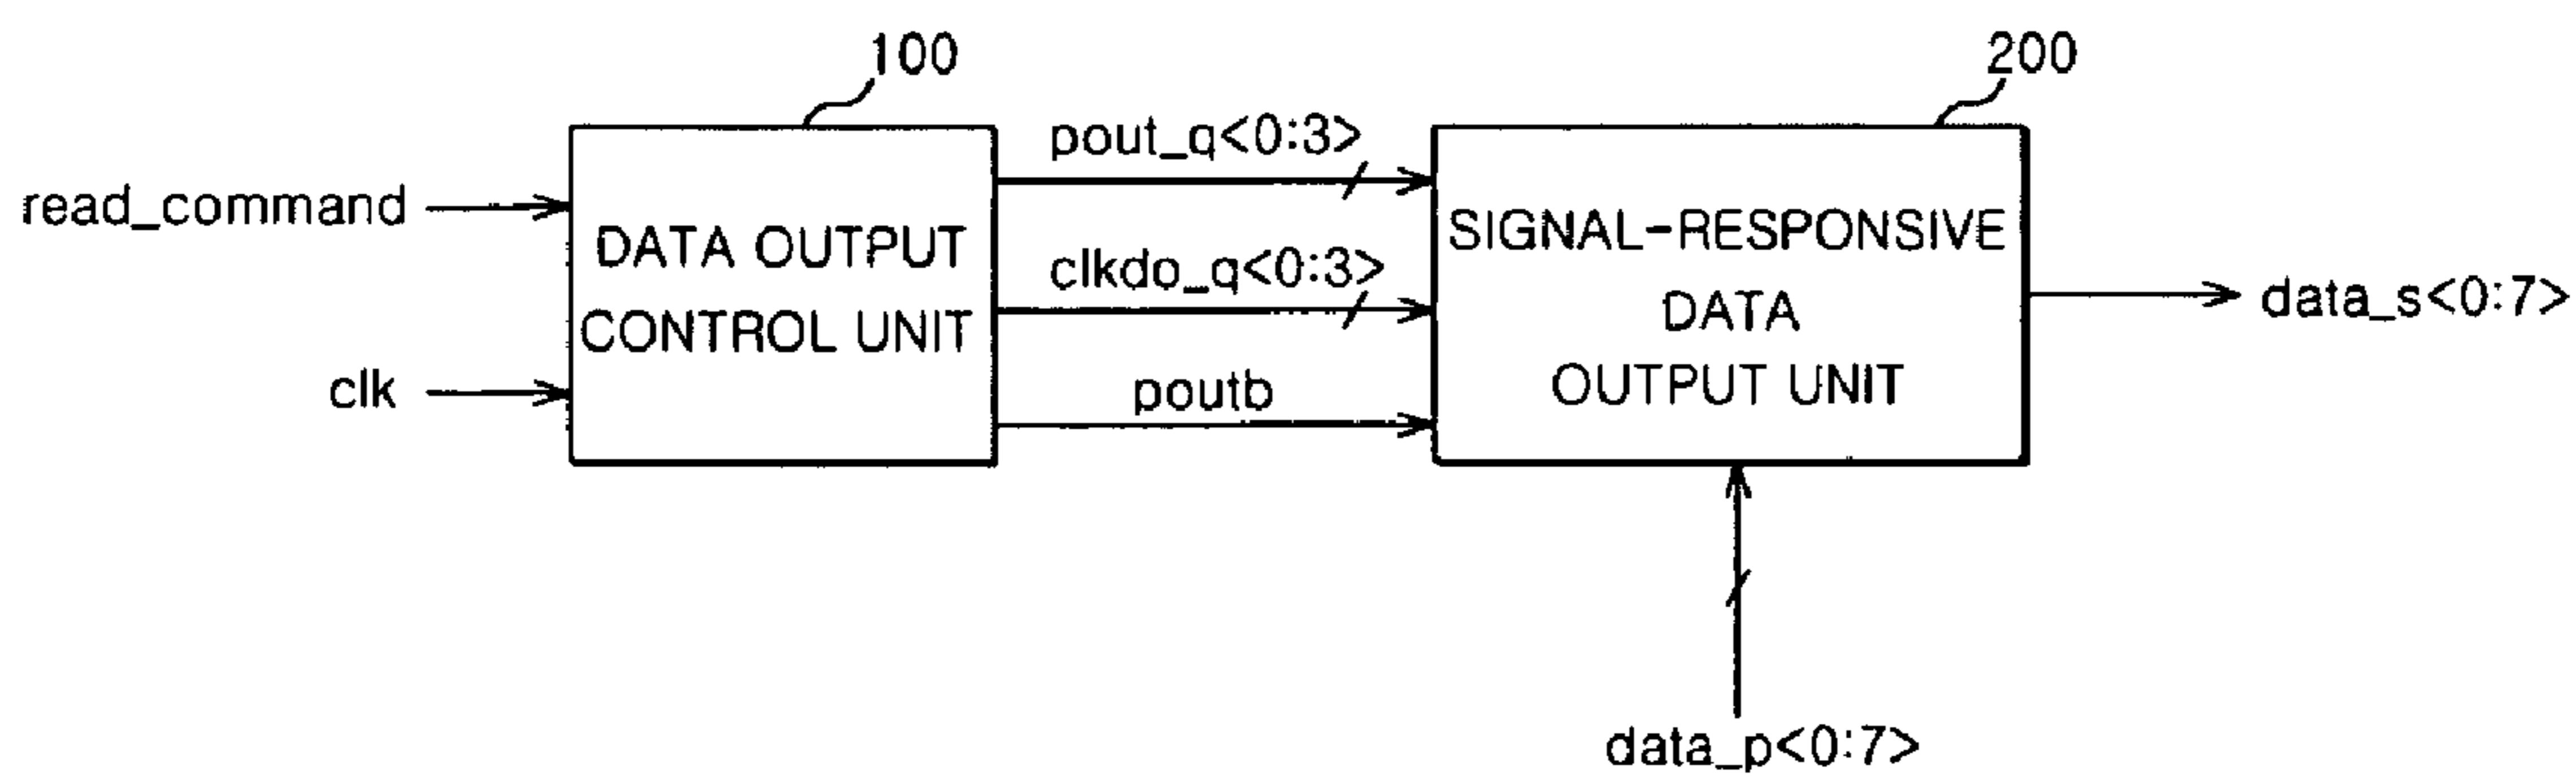 100
200
read_command
clk
DATA OUTPUT
CONTROL UNIT
pout_q<0:3>
clkdo_q<0:3>
poutb
SIGNAL-RESPONSIVE
DATA
OUTPUT UNIT
data_s<0:7>
data_p<0:7>